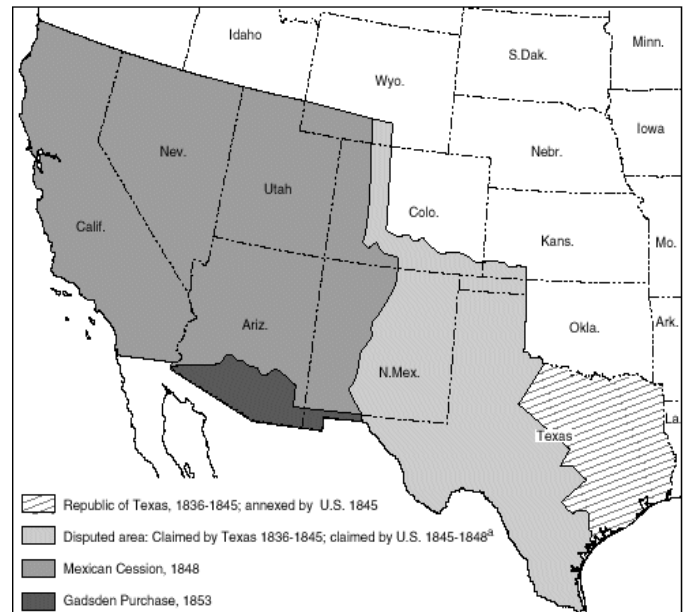 Idaho
Minn.
S.Dak.
Wyo.
Iowa
Nev.
Nebr.
Utah
Colo.
Calif.
Kans.
Mo.
Ariz.
Okla.
Ark.
N.Mex.
La.
Texas
Republic of Texas, 1836-1845; annexed by U.S. 1845
Disputed area: Claimed by Texas 1836-1845; claimed by U.S. 1845-1848ª
Mexican Cession, 1848
Gadsden Purchase, 1853